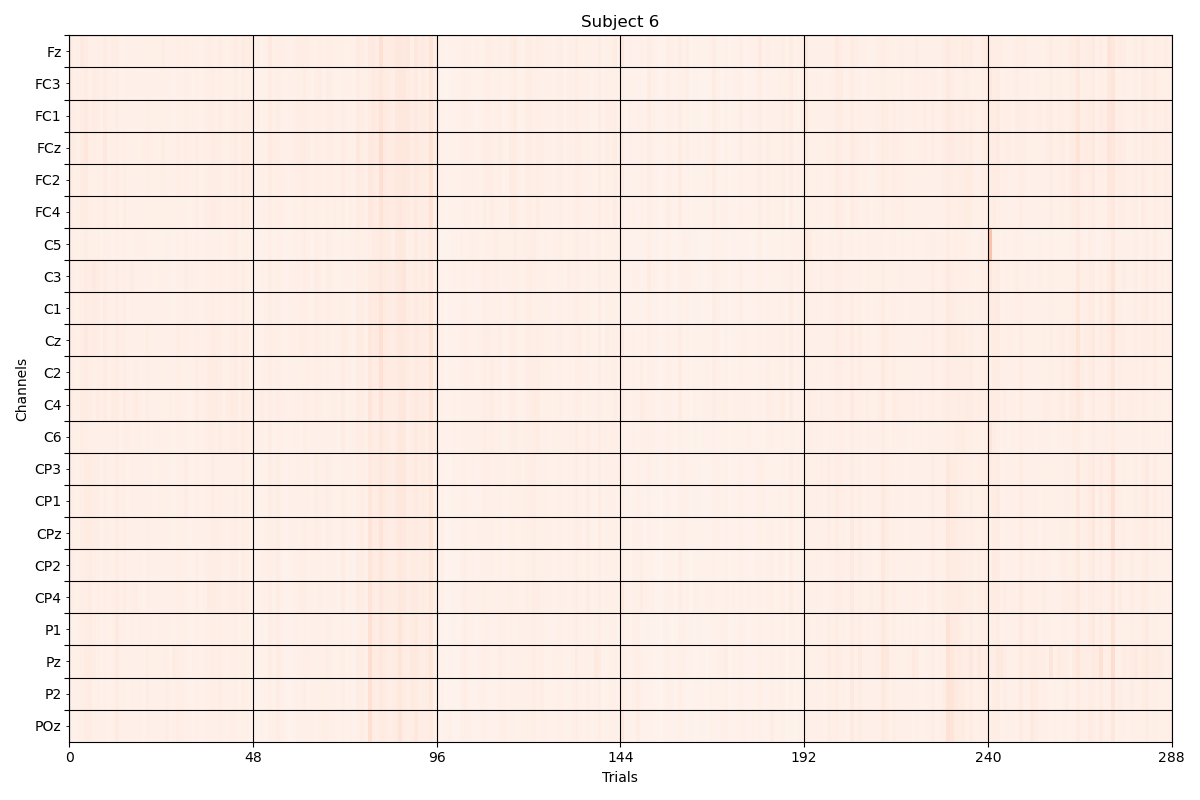 Subject 6
Fz
FC3
FC1
FCz
FC2
FC4
C5
C3
C1
Cz
C2
C4
C6
CP3
CP1
CPz
CP2
CP4
P1
Pz
P2
POz
Channels
0 48 96 144 192 240 288
Trials